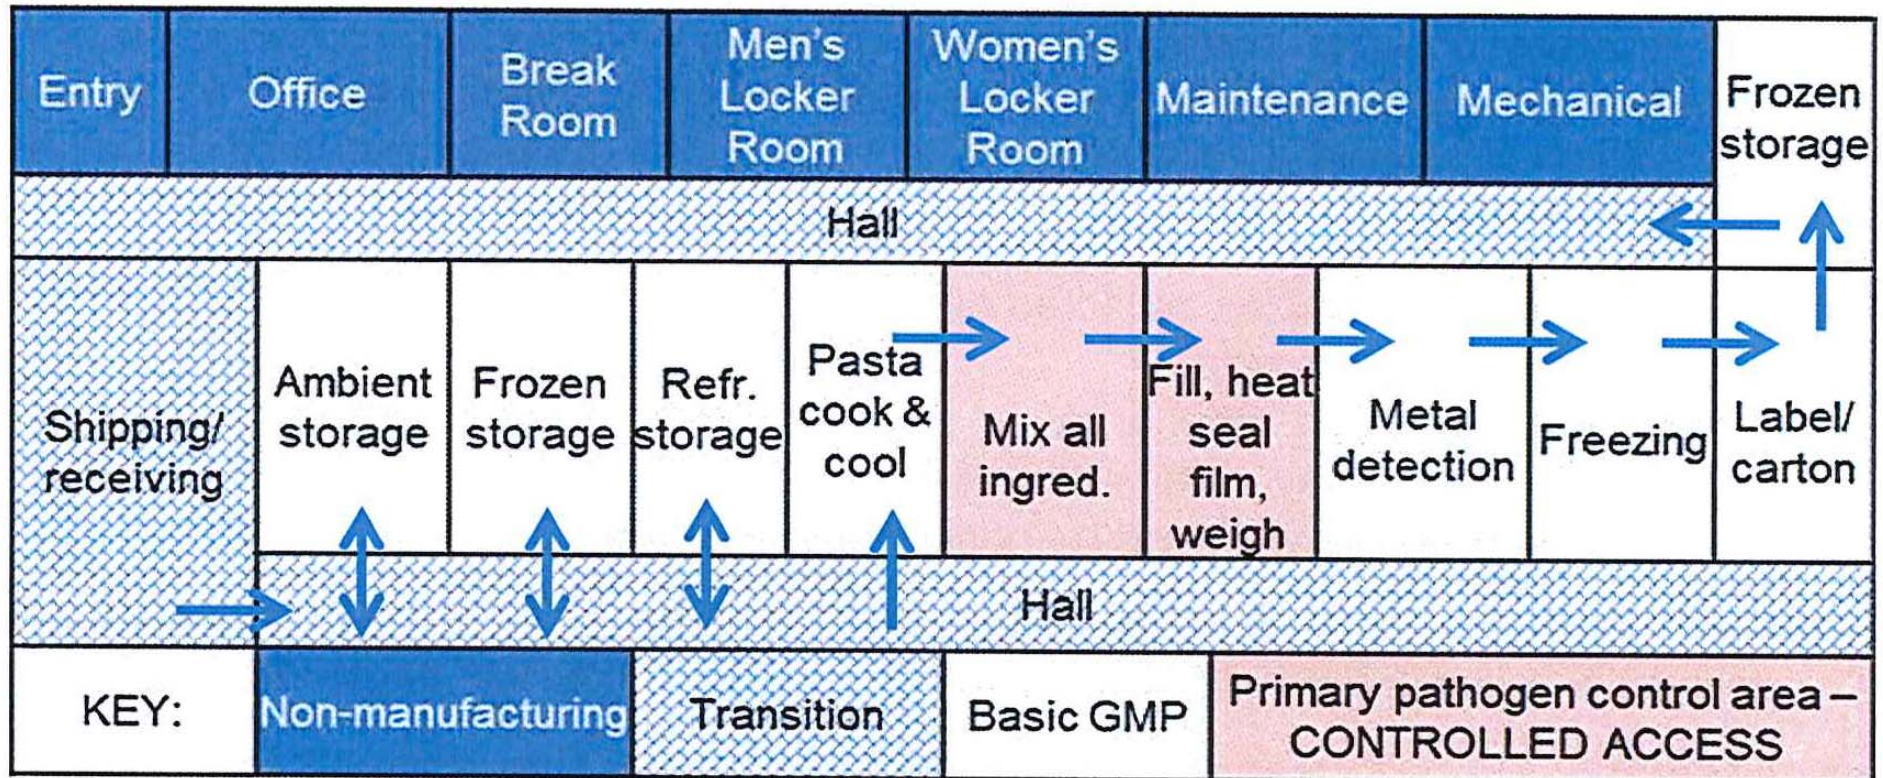 Entry
Office
Break
Room
Men's
Locker
Room
Women's
Locker
Room
Maintenance
Mechanical
Frozen
storage
Hall
Shipping/
receiving
Ambient
storage
Frozen
storage
Refr.
storage
Pasta
cook &
cool
Mix all
ingred.
Fill, heat
seal
film,
weigh
Metal
detection
Freezing
Label/
carton
Hall
KEY:
Non-manufacturing
Transition
Basic GMP
Primary pathogen control area –
CONTROLLED ACCESS